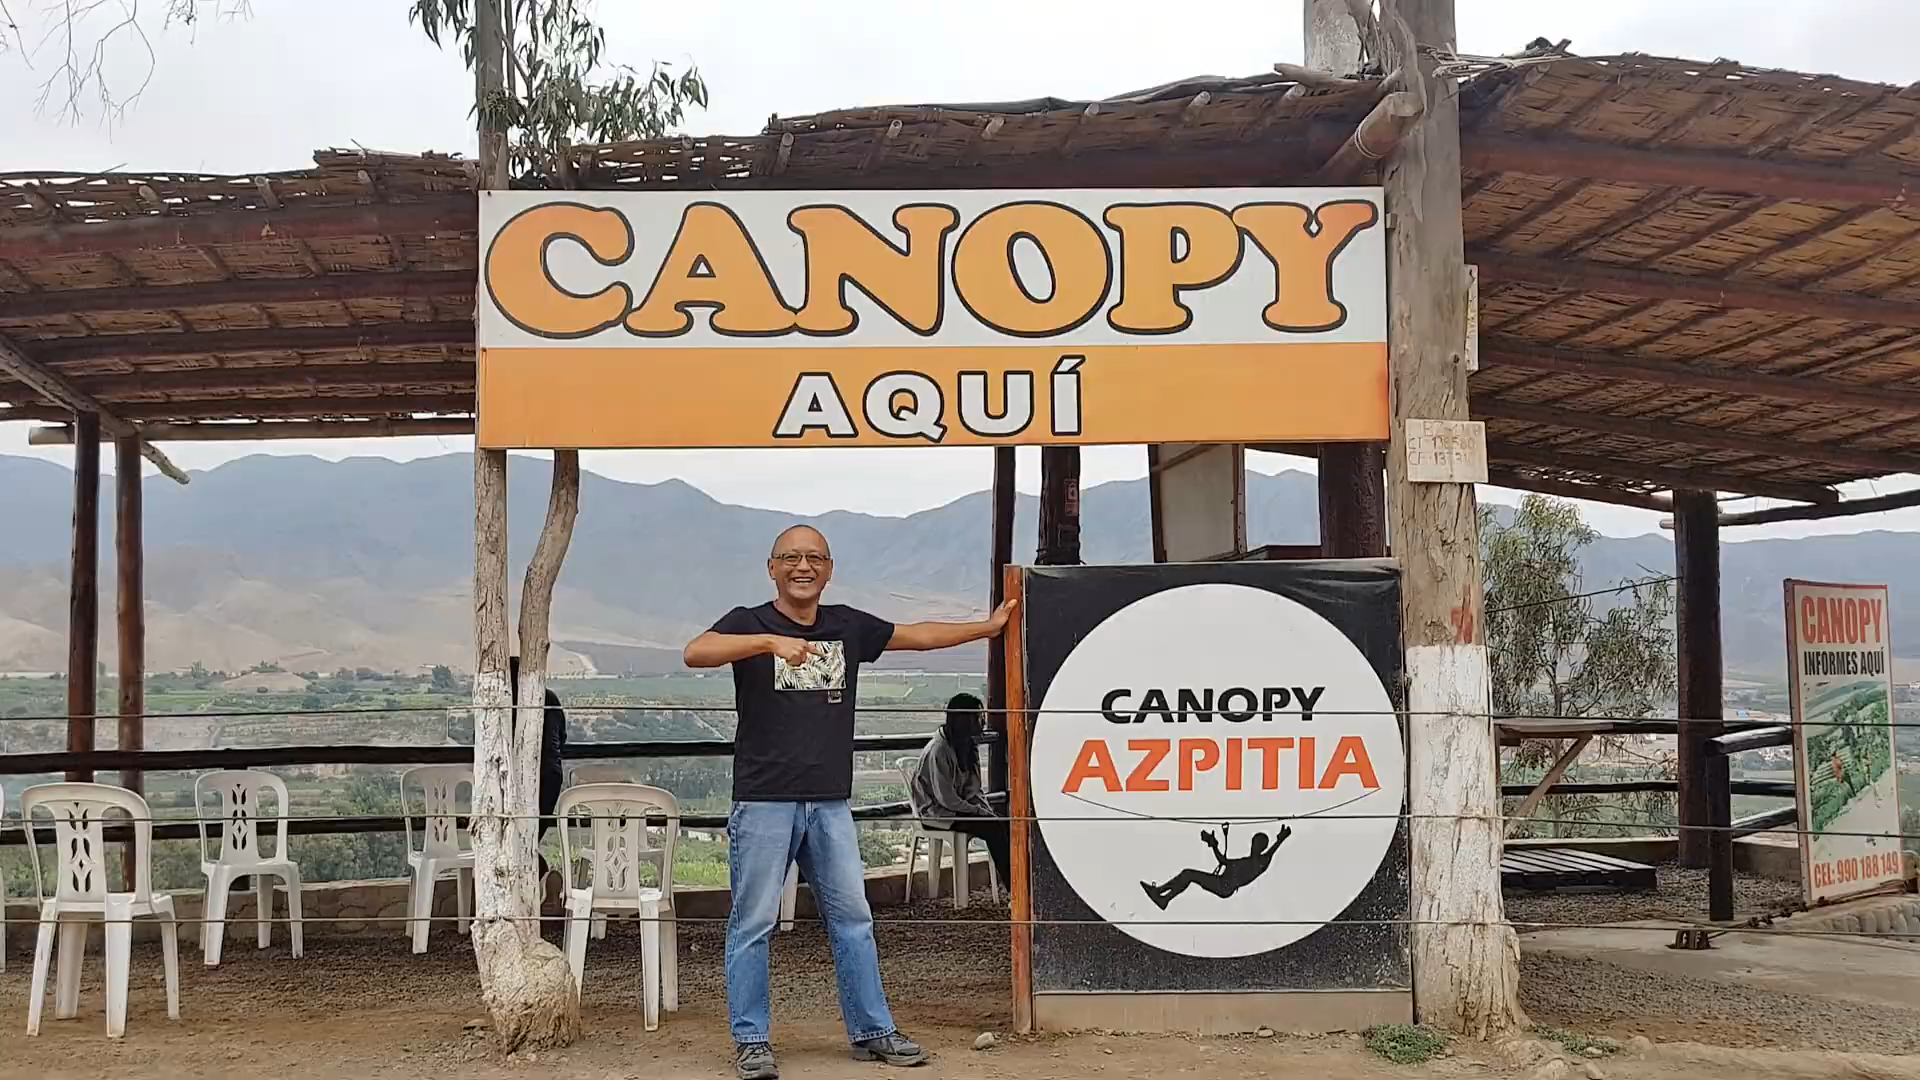 CANOPY
AQUÍ
CANOPY
AZPITIA
CANOPY
INFORMES AQUÍ
CEL: 990 188 149